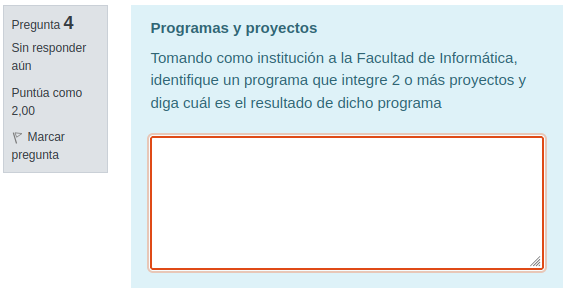 Pregunta 4
Sin responder
aún
Puntúa como
2,00
Marcar
pregunta
Programas y proyectos
Tomando como institución a la Facultad de Informática,
identifique un programa que integre 2 o más proyectos y
diga cuál es el resultado de dicho programa